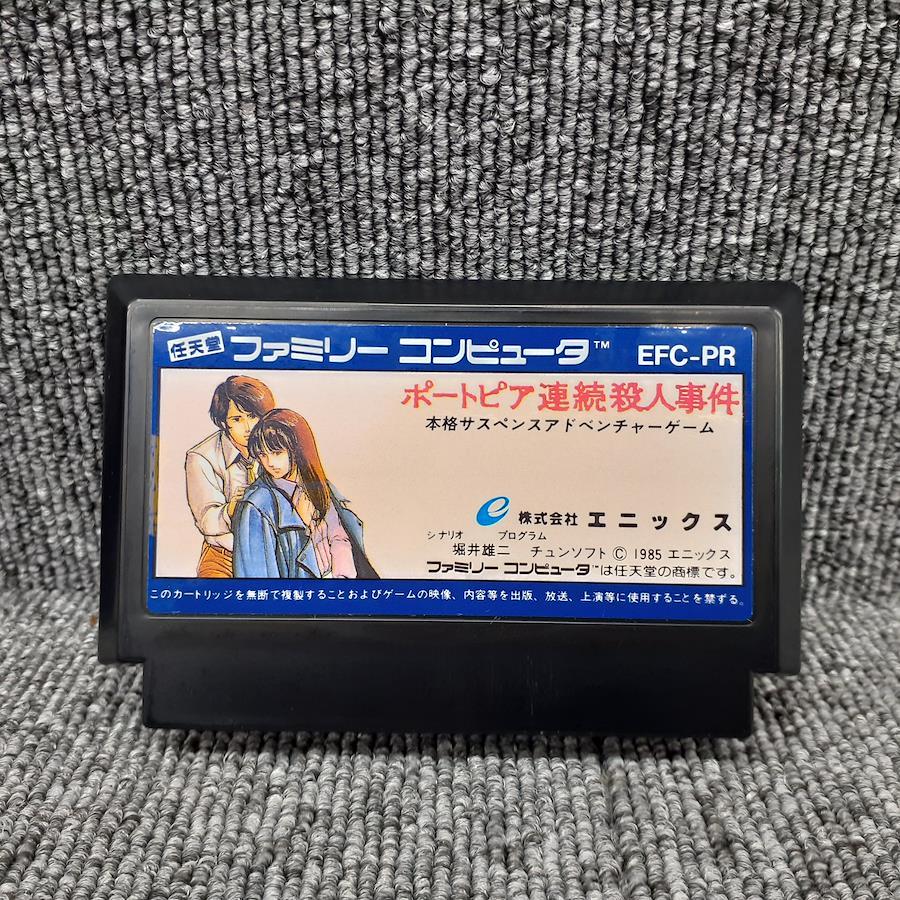 任天堂 ファミリー コンピュータ™ EFC-PR
ポートピア連続殺人事件
本格サスペンスアドベンチャーゲーム
e 株式会社 エニックス
シナリオ プログラム
堀井雄二 チュンソフト © 1985 エニックス
ファミリー コンピュータ™は任天堂の商標です。
このカートリッジを無断で複製することおよびゲームの映像、内容等を出版、放送、上演等に使用することを禁ずる。